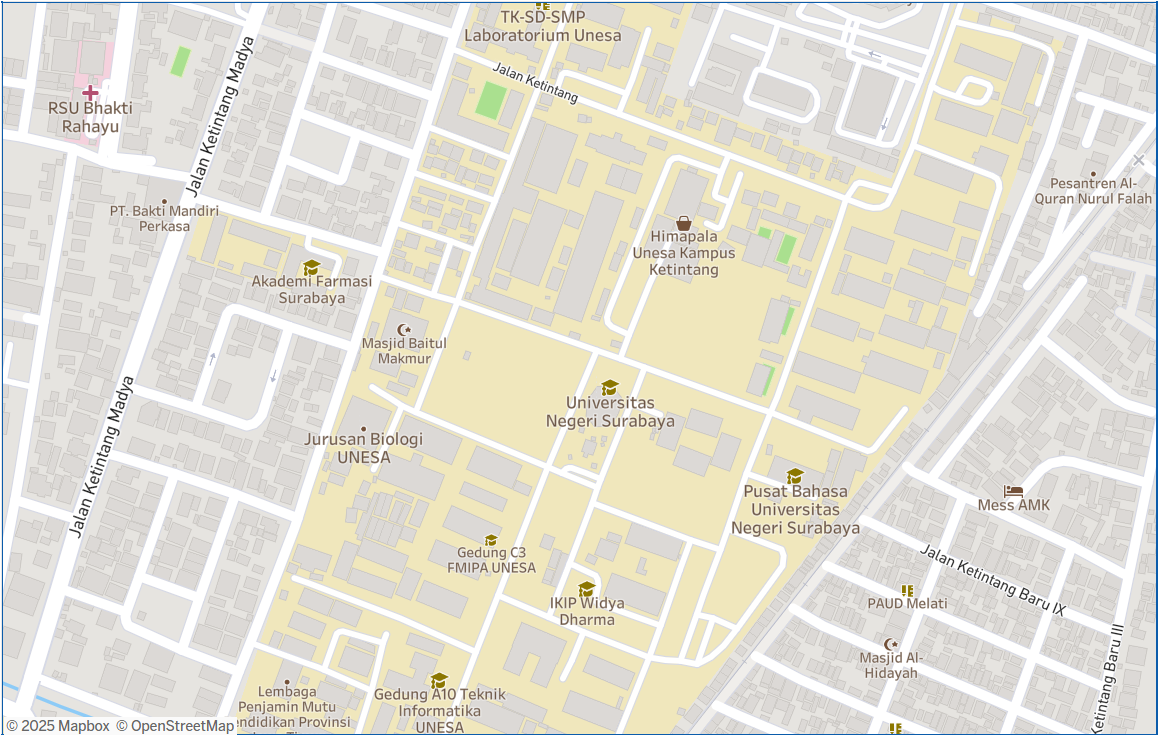 TK-SD-SMP
Laboratorium Unesa
Jalan Ketintang
Jalan Ketintang Madya
RSU Bhakti
Rahayu
Pesantren Al-
Quran Nurul Falah
PT. Bakti Mandiri
Perkasa
Himapala
Unesa Kampus
Ketintang
Akademi Farmasi
Surabaya
Masjid Baitul
Makmur
Universitas
Negeri Surabaya
Jalan Ketintang Madya
Jurusan Biologi
UNESA
Pusat Bahasa
Universitas
Negeri Surabaya
Mess AMK
Gedung C3
FMIPA UNESA
Jalan Ketintang Baru IX
IKIP Widya
Dharma
PAUD Melati
Masjid Al-
Hidayah
Ketintang Baru III
Lembaga
Penjamin Mutu
endidikan Provinsi
Gedung A10 Teknik
Informatika
UNESA
© 2025 Mapbox © OpenStreetMap